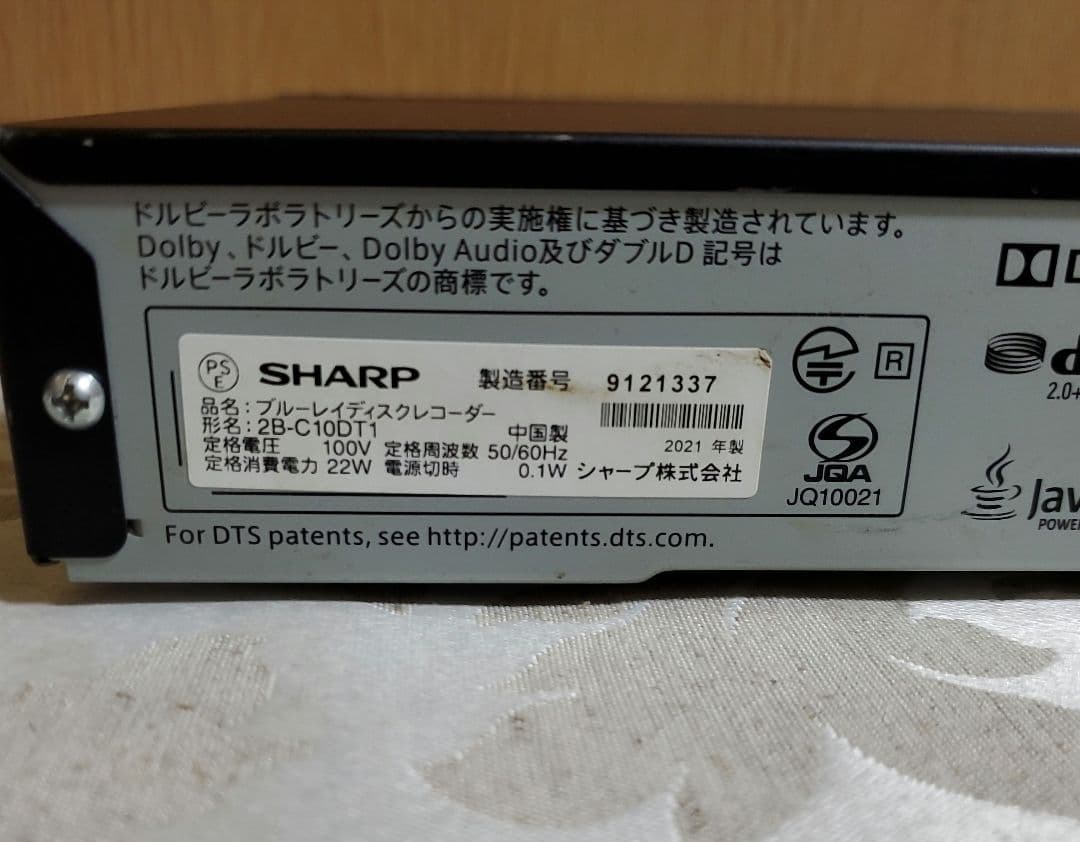 ドルビーラボラトリーズからの実施権に基づき製造されています。
Dolby、ドルビー、Dolby Audio及びダブルD 記号は
ドルビーラボラトリーズの商標です。
PS
E
SHARP 製造番号 9121337
品名：ブルーレイディスクレコーダー
形名：2B-C10DT1 中国製
2021 年製
定格電圧 100V 定格周波数 50/60Hz
定格消費電力 22W 電源切時 0.1W シャープ株式会社
R
JQA
JQ10021
For DTS patents, see http://patents.dts.com.
2.0+